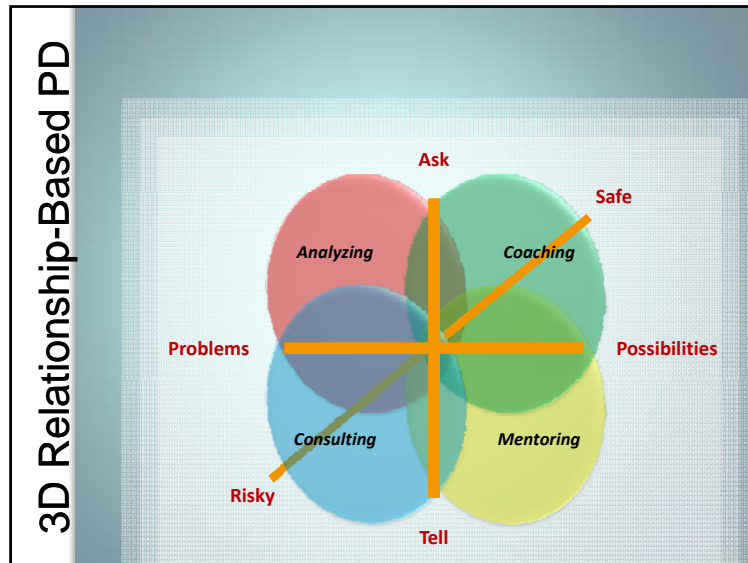 3D Relationship-Based PD
Ask
Safe
Analyzing
Coaching
Problems
Possibilities
Consulting
Mentoring
Risky
Tell